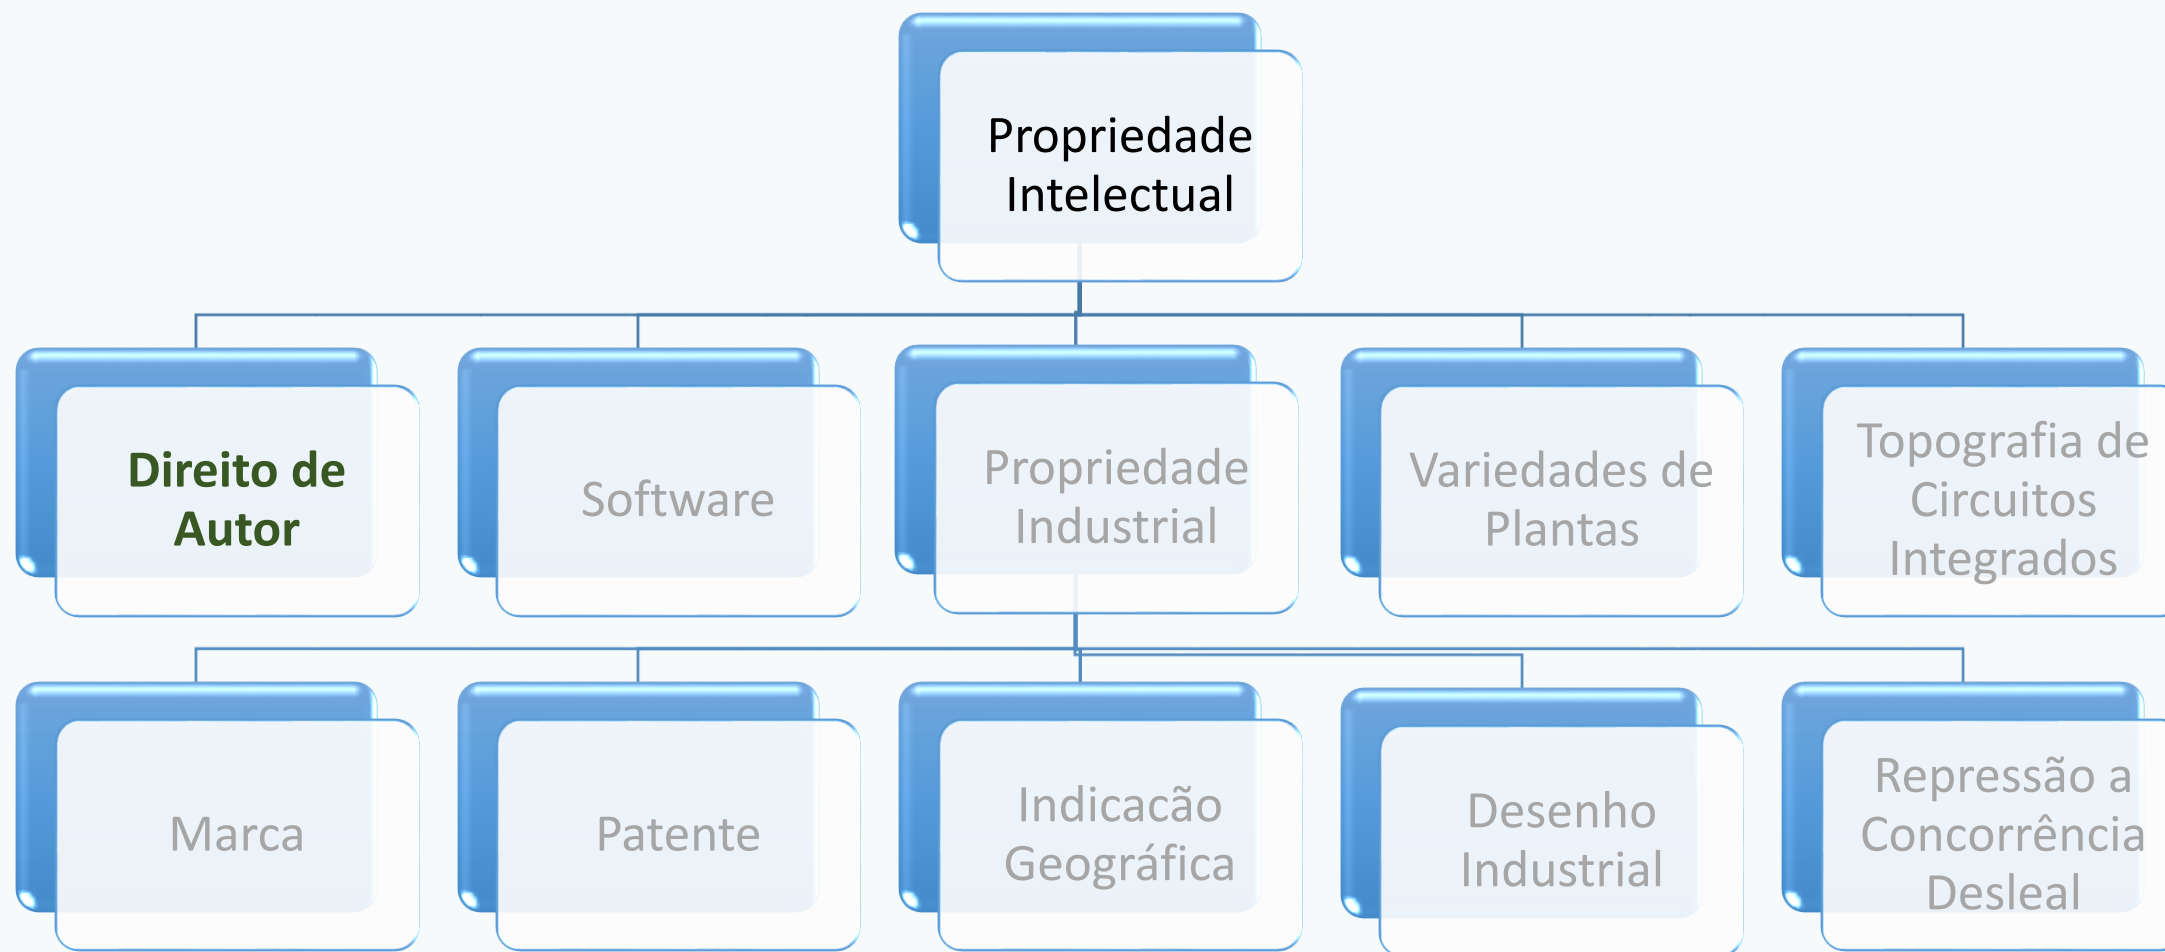 Propriedade
Intelectual
Direito de
Autor
Software
Propriedade
Industrial
Variedades de
Plantas
Topografia de
Circuitos
Integrados
Marca
Patente
Indicacão
Geográfica
Desenho
Industrial
Repressão a
Concorrência
Desleal